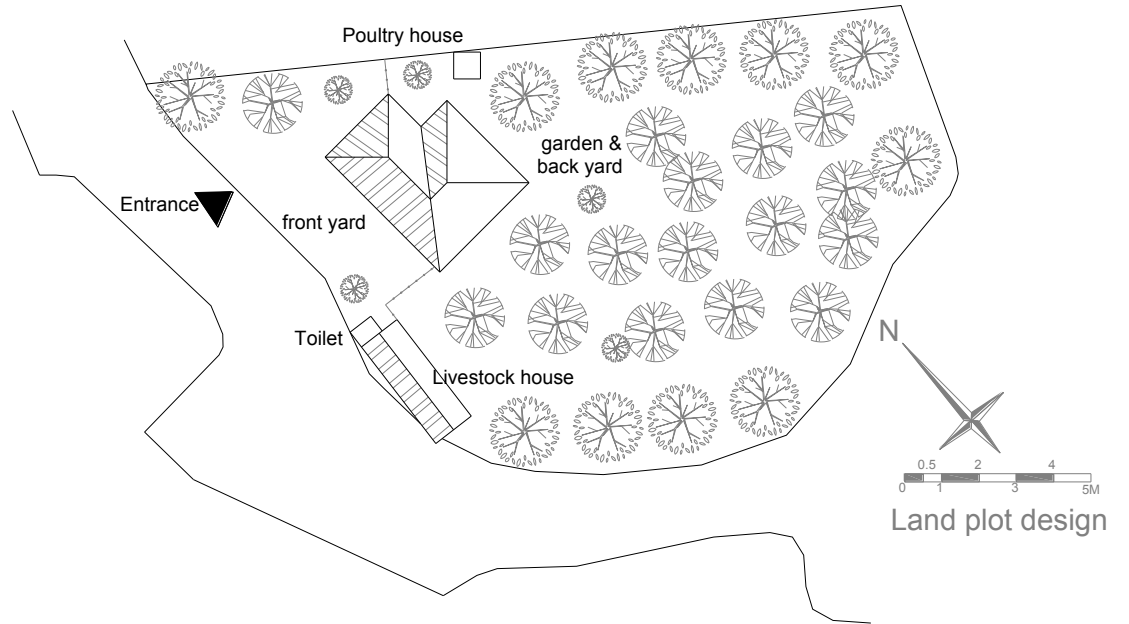 Poultry house
garden &
back yard
Entrance
front yard
Toilet
N
Livestock house
0.5 2 4
0 1 3 5M
Land plot design